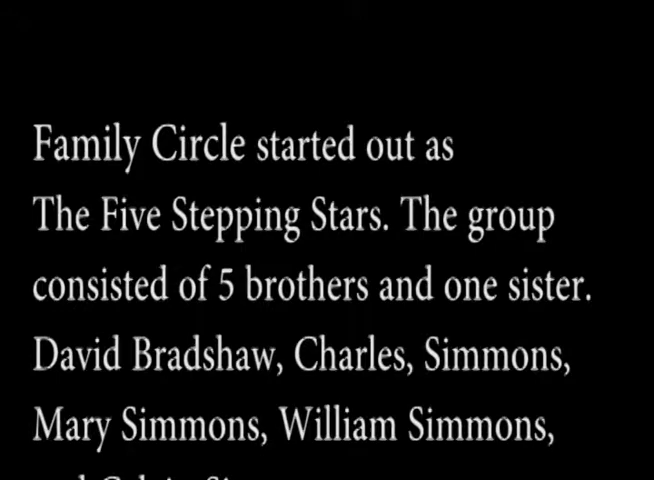 Family Circle started out as
The Five Stepping Stars. The group
consisted of 5 brothers and one sister.
David Bradshaw, Charles, Simmons,
Mary Simmons, William Simmons,